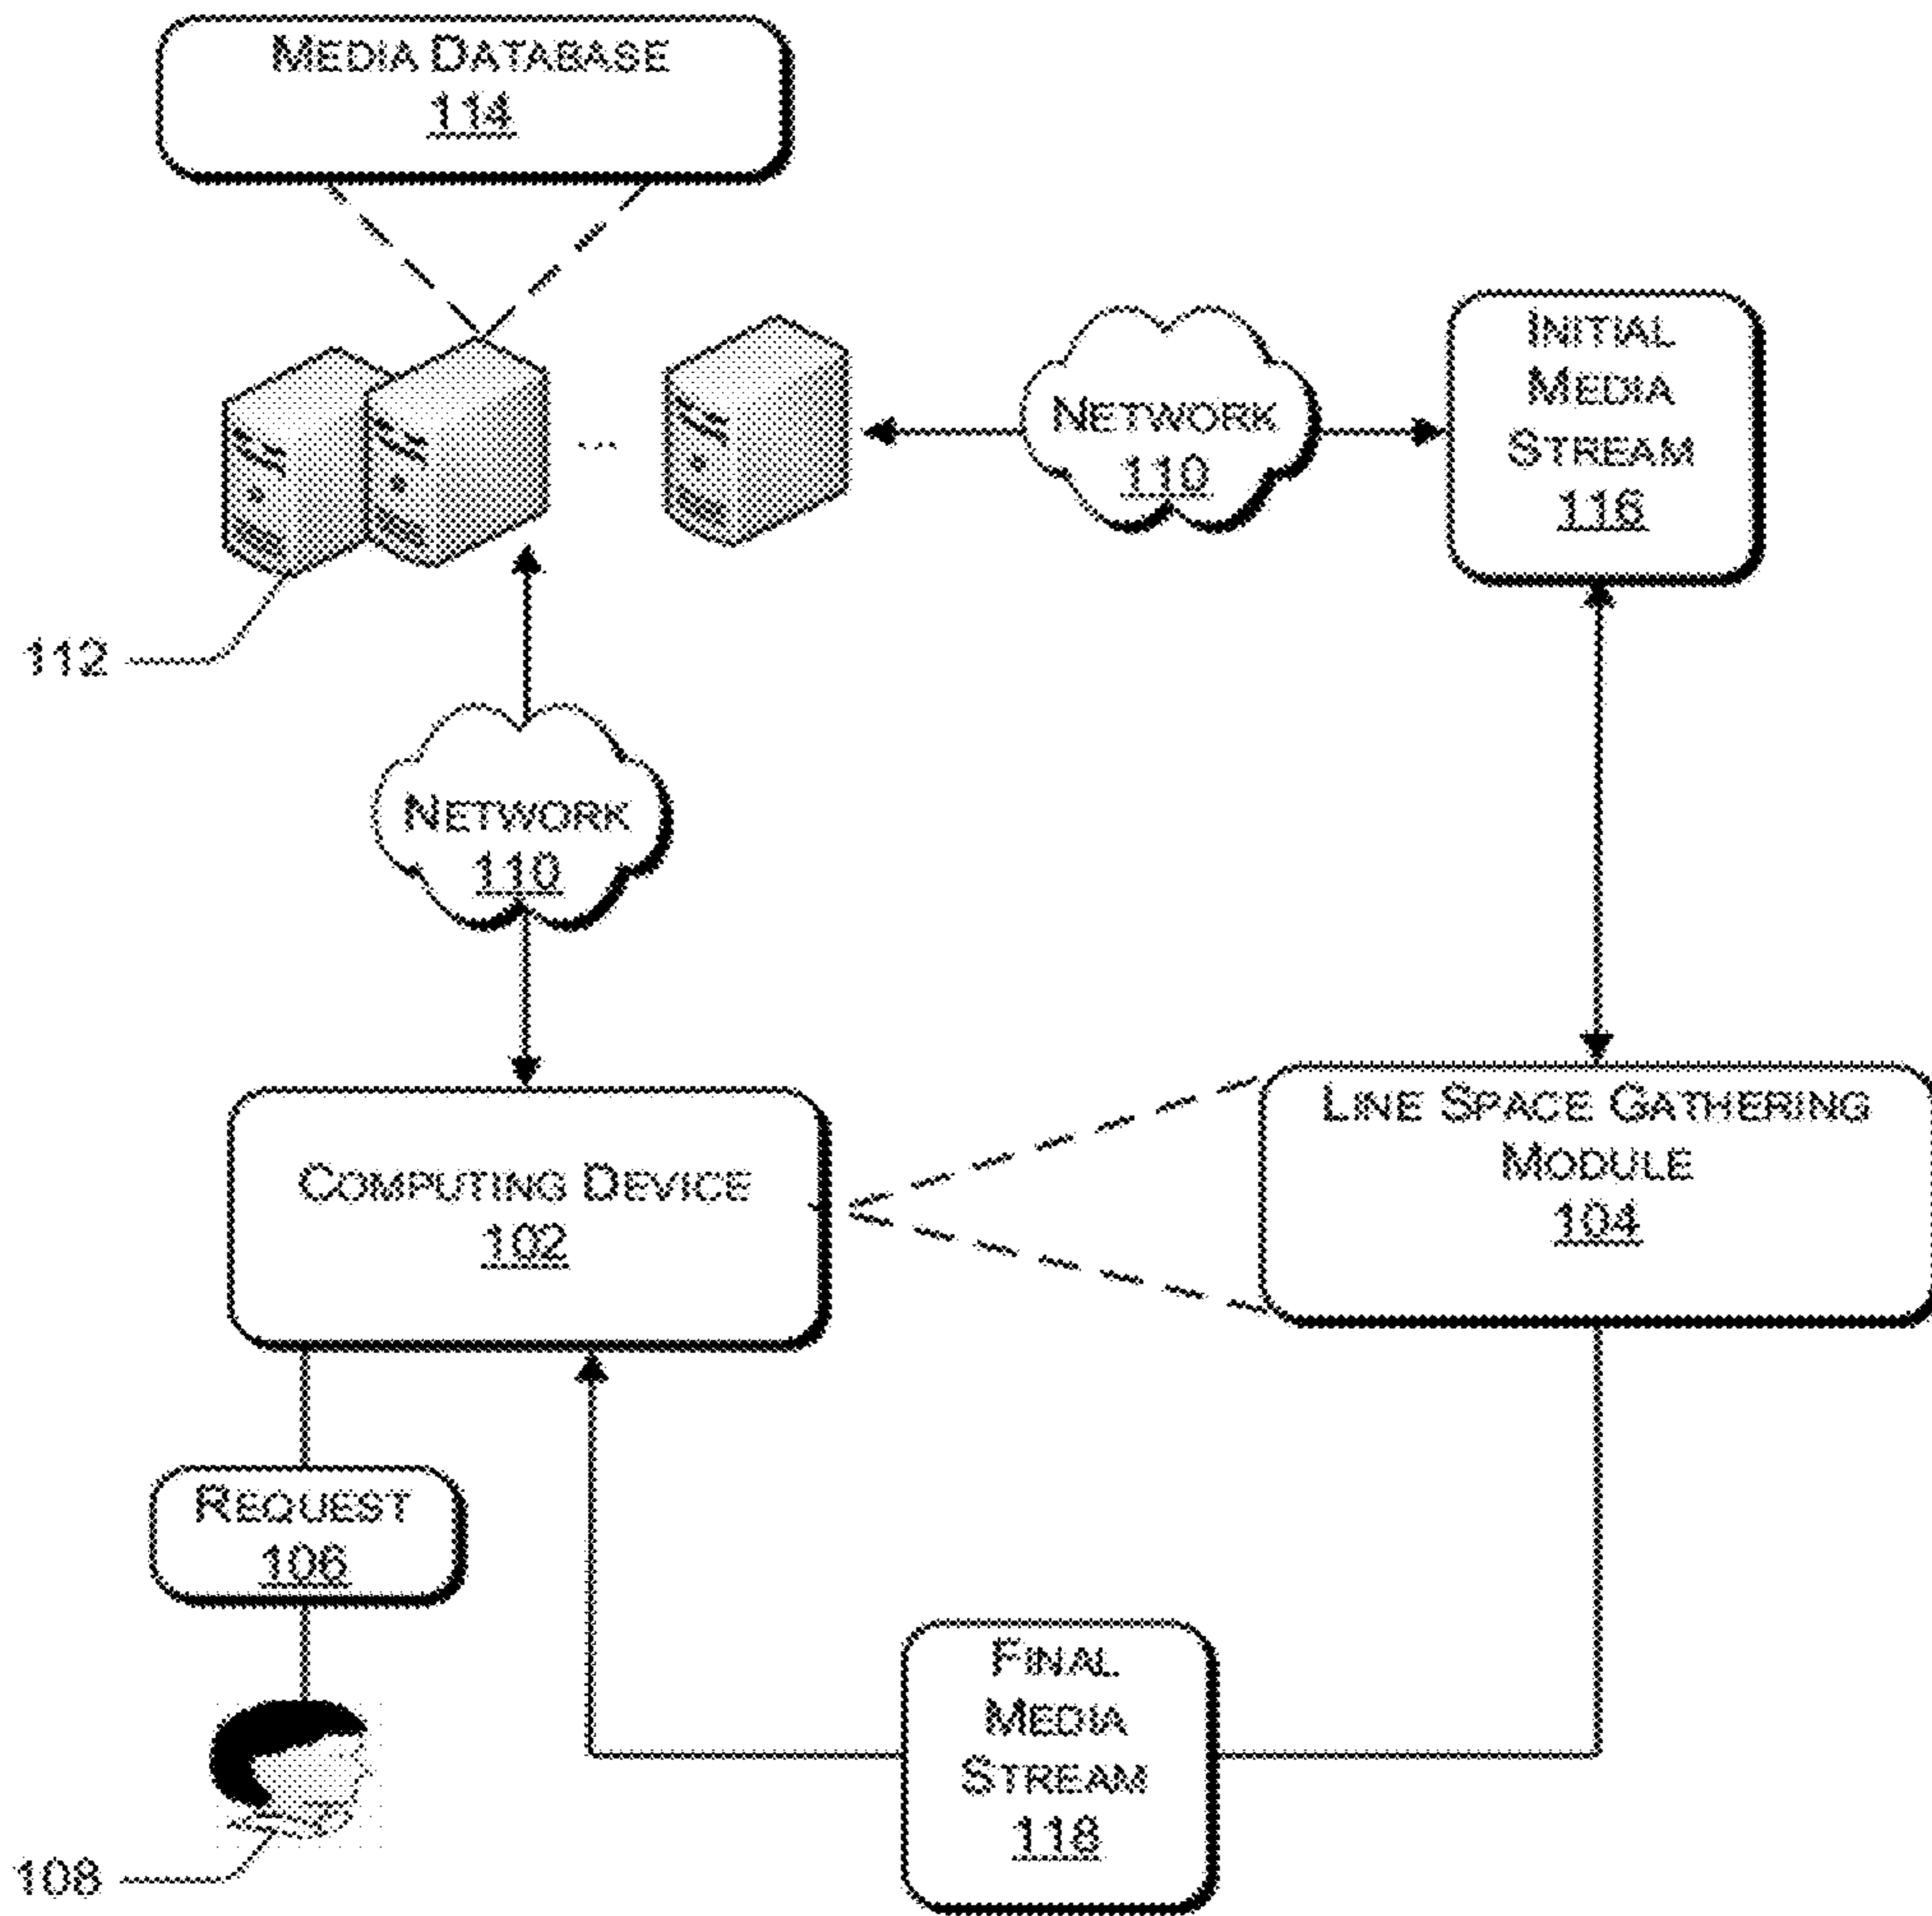 MEDIA DATABASE
114
...
NETWORK
110
INITIAL
MEDIA
STREAM
116
112
NETWORK
110
COMPUTING DEVICE
102
LINE SPACE GATHERING
MODULE
104
REQUEST
106
FINAL
MEDIA
STREAM
118
108